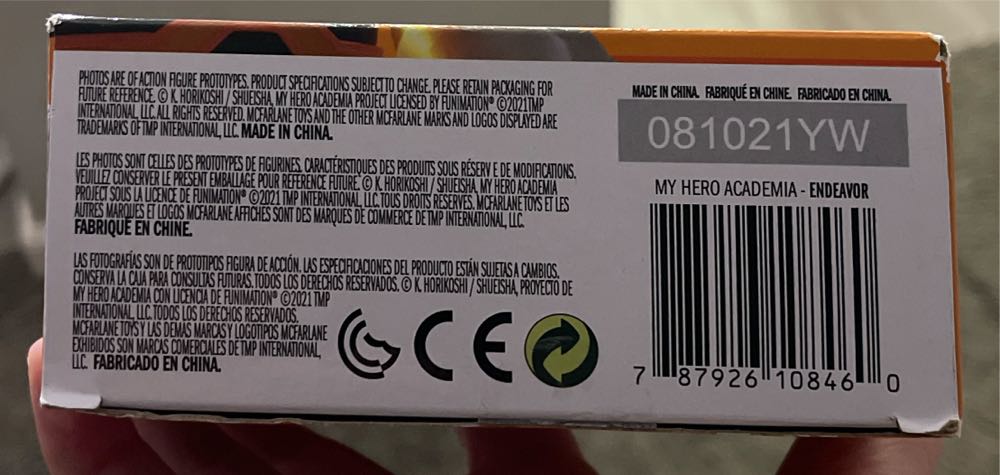 PHOTOS ARE OF ACTION FIGURE PROTOTYPES. PRODUCT SPECIFICATIONS SUBJECT TO CHANGE. PLEASE RETAIN PACKAGING FOR
FUTURE REFERENCE. © K. HORIKOSHI / SHUEISHA, MY HERO ACADEMIA PROJECT LICENSED BY FUNIMATION® ©2021 TMP
INTERNATIONAL, LLC. ALL RIGHTS RESERVED. MCFARLANE TOYS AND THE OTHER MCFARLANE MARKS AND LOGOS DISPLAYED ARE
TRADEMARKS OF TMP INTERNATIONAL, LLC. MADE IN CHINA.
LES PHOTOS SONT CELLES DES PROTOTYPES DE FIGURINES. CARACTÉRISTIQUES DES PRODUITS SOUS RÉSERV E DE MODIFICATIONS.
VEUILLEZ CONSERVER LE PRESENT EMBALLAGE POUR RÉFÉRENCE FUTURE. © K. HORIKOSHI / SHUEISHA, MY HERO ACADEMIA
PROJECT SOUS LA LICENCE DE FUNIMATION® ©2021 TMP INTERNATIONAL, LLC. TOUS DROITS RESERVES. MCFARLANE TOYS ET LES
AUTRES MARQUES ET LOGOS MCFARLANE AFFICHÉS SONT DES MARQUES DE COMMERCE DE TMP INTERNATIONAL, LLC.
FABRIQUÉ EN CHINE.
LAS FOTOGRAFÍAS SON DE PROTOTIPOS FIGURA DE ACCIÓN. LAS ESPECIFICACIONES DEL PRODUCTO ESTÁN SUJETAS A CAMBIOS.
CONSERVA LA CAJA PARA CONSULTAS FUTURAS. TODOS LOS DERECHOS RESERVADOS. © K. HORIKOSHI / SHUEISHA, PROYECTO DE
MY HERO ACADEMIA CON LICENCIA DE FUNIMATION® ©2021 TMP
INTERNATIONAL, LLC. TODOS LOS DERECHOS RESERVADOS.
MCFARLANE TOYS Y LAS DEMAS MARCAS Y LOGOTIPOS MCFARLANE
EXHIBIDOS SON MARCAS COMERCIALES DE TMP INTERNATIONAL,
LLC. FABRICADO EN CHINA.
CE
MADE IN CHINA. FABRIQUÉ EN CHINE. FABRICADO EN CHINA.
081021YW
MY HERO ACADEMIA - ENDEAVOR
7 87926 10846 0